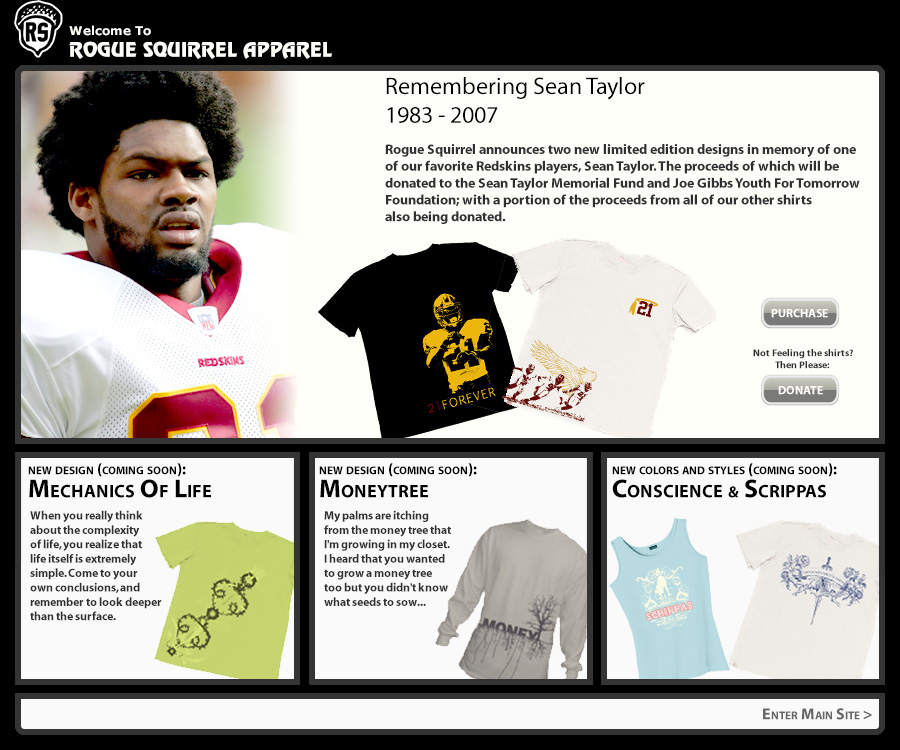 RS
Welcome To
ROGUE SQUIRREL APPAREL
Remembering Sean Taylor
1983 - 2007
Rogue Squirrel announces two new limited edition designs in memory of one
of our favorite Redskins players, Sean Taylor. The proceeds of which will be
donated to the Sean Taylor Memorial Fund and Joe Gibbs Youth For Tomorrow
Foundation; with a portion of the proceeds from all of our other shirts
also being donated.
NFL
REDSKINS
21
21FOREVER
21
PURCHASE
Not Feeling the shirts?
Then Please:
DONATE
NEW DESIGN (COMING SOON):
MECHANICS OF LIFE
When you really think
about the complexity
of life, you realize that
life itself is extremely
simple. Come to your
own conclusions, and
remember to look deeper
than the surface.
NEW DESIGN (COMING SOON):
MONEYTREE
My palms are itching
from the money tree that
I'm growing in my closet.
I heard that you wanted
to grow a money tree
too but you didn't know
what seeds to sow...
MONEY
NEW COLORS AND STYLES (COMING SOON):
CONSCIENCE & SCRIPPAS
SCRIPPAS
ENTER MAIN SITE >